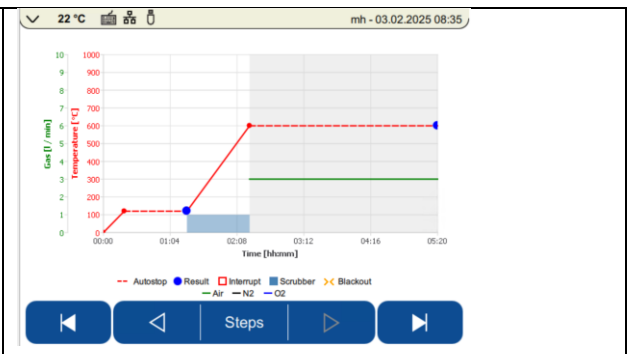 22 °C
mh - 03.02.2025 08:35
10 1000
9 900
8 800
7 700
6 600
5 500
4 400
3 300
2 200
1 100
0 0
Gas [l / min]
Temperature [ °C]
00:00 01:04 02:08 03:12 04:16 05:20
Time [hh:mm]
Autostop Result Interrupt Scrubber Blackout
Air N2 O2
Steps